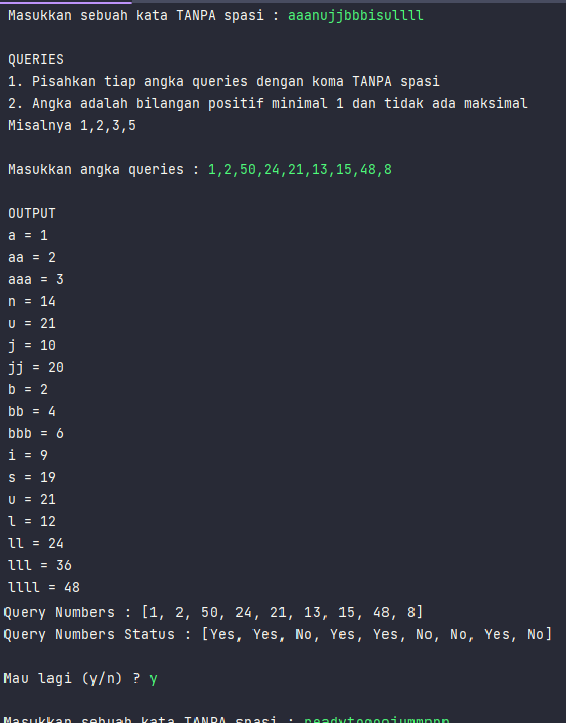 Masukkan sebuah kata TANPA spasi : aaanujjbbbisullll
QUERIES
1. Pisahkan tiap angka queries dengan koma TANPA spasi
2. Angka adalah bilangan positif minimal 1 dan tidak ada maksimal
Misalnya 1,2,3,5
Masukkan angka queries : 1,2,50,24,21,13,15,48,8
OUTPUT
a = 1
aa = 2
aaa = 3
n = 14
u = 21
j = 10
jj = 20
b = 2
bb = 4
bbb = 6
i = 9
s = 19
u = 21
l = 12
ll = 24
lll = 36
llll = 48
Query Numbers : [1, 2, 50, 24, 21, 13, 15, 48, 8]
Query Numbers Status : [Yes, Yes, No, Yes, Yes, No, No, Yes, No]
Mau lagi (y/n) ? y
Masukkan sebuah kata TANPA spasi :